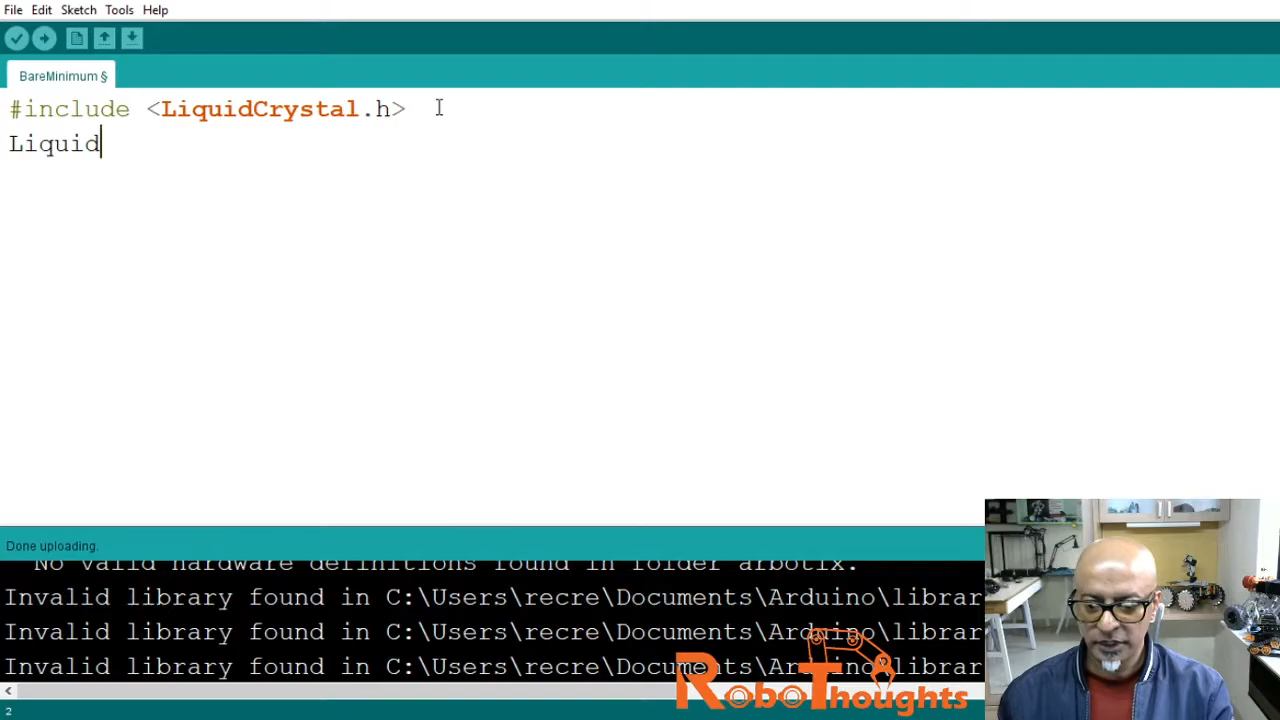 File Edit Sketch Tools Help
BareMinimum §
#include <LiquidCrystal.h>
Liquid
Done uploading.
No valid hardware definitions found in folder arbotix.
Invalid library found in C:\Users\recre\Documents\Arduino\librar
Invalid library found in C:\Users\recre\Documents\Arduino\librar
Invalid library found in C:\Users\recre\Documents\Arduino\librar
RoboThoughts
2